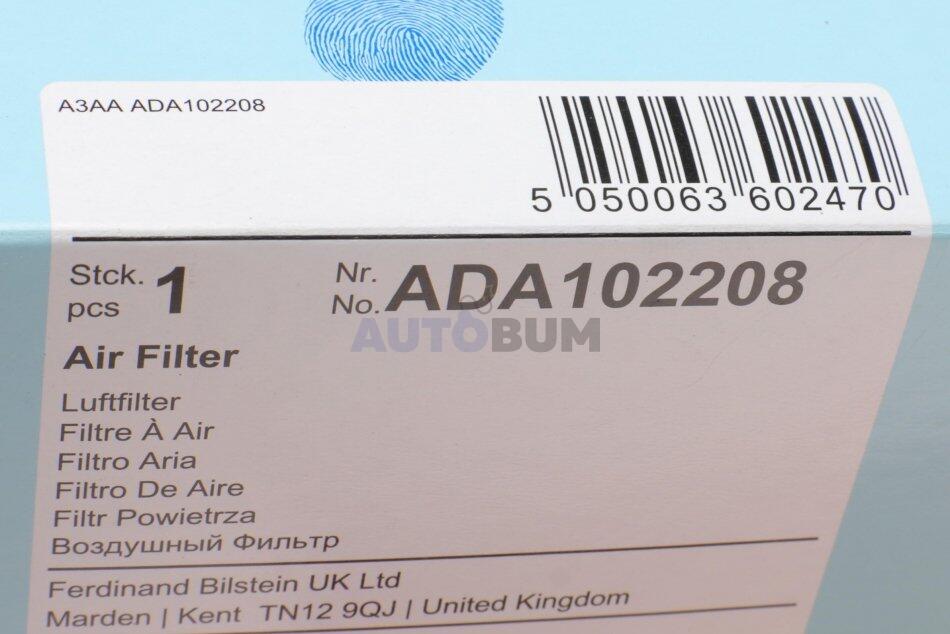 A3AA ADA102208
5 050063 602470
Stck. 1 Nr. ADA102208
pcs No.
AUTOBUM
Air Filter
Luftfilter
Filtre À Air
Filtro Aria
Filtro De Aire
Filtr Powietrza
Воздушный Фильтр
Ferdinand Bilstein UK Ltd
Marden | Kent TN12 9QJ | United Kingdom